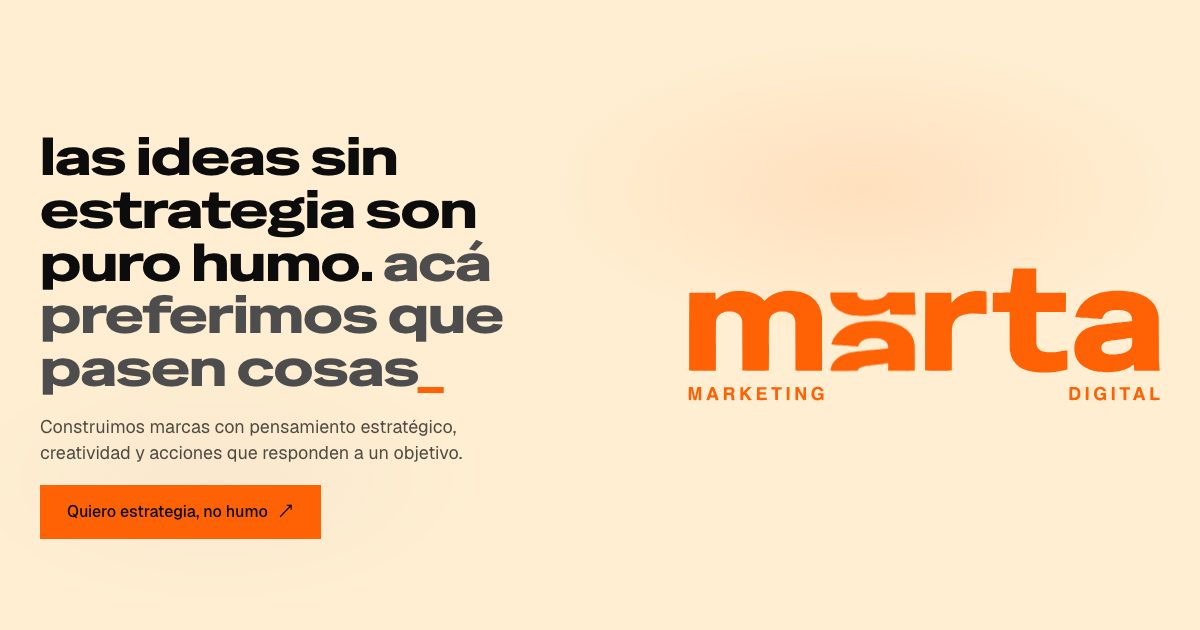 las ideas sin
estrategia son
puro humo. acá
preferimos que
pasen cosas_
Construimos marcas con pensamiento estratégico,
creatividad y acciones que responden a un objetivo.
Quiero estrategia, no humo ↗
marta
MARKETING DIGITAL